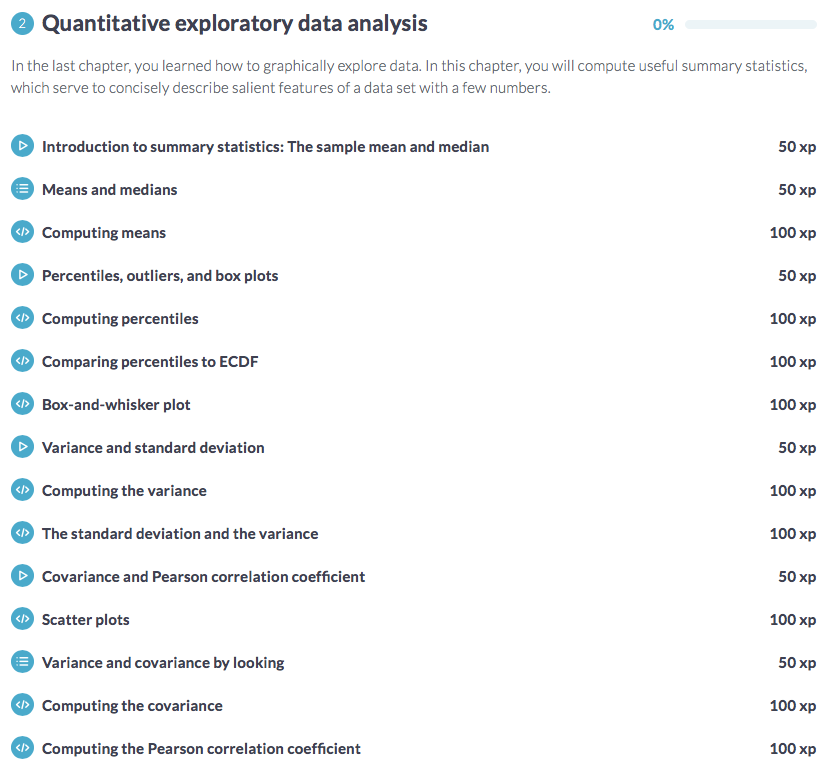 2 Quantitative exploratory data analysis 0%
In the last chapter, you learned how to graphically explore data. In this chapter, you will compute useful summary statistics,
which serve to concisely describe salient features of a data set with a few numbers.
Introduction to summary statistics: The sample mean and median 50 xp
Means and medians 50 xp
</> Computing means 100 xp
Percentiles, outliers, and box plots 50 xp
</> Computing percentiles 100 xp
</> Comparing percentiles to ECDF 100 xp
</> Box-and-whisker plot 100 xp
Variance and standard deviation 50 xp
</> Computing the variance 100 xp
</> The standard deviation and the variance 100 xp
Covariance and Pearson correlation coefficient 50 xp
</> Scatter plots 100 xp
Variance and covariance by looking 50 xp
</> Computing the covariance 100 xp
</> Computing the Pearson correlation coefficient 100 xp